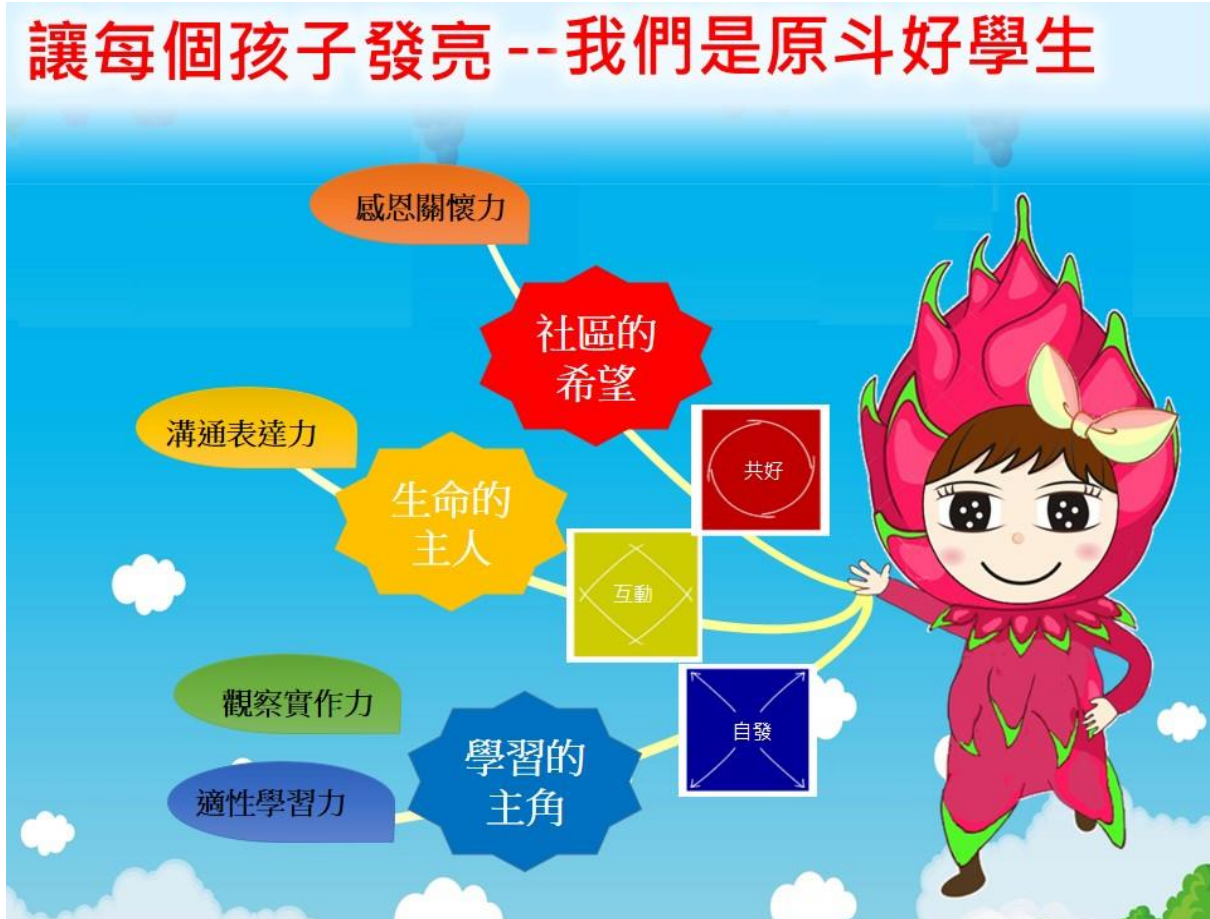 讓每個孩子發亮--我們是原斗好學生
感恩關懷力
社區的
希望
共好
溝通表達力
生命的
主人
互動
觀察實作力
適性學習力
學習的
主角
自發